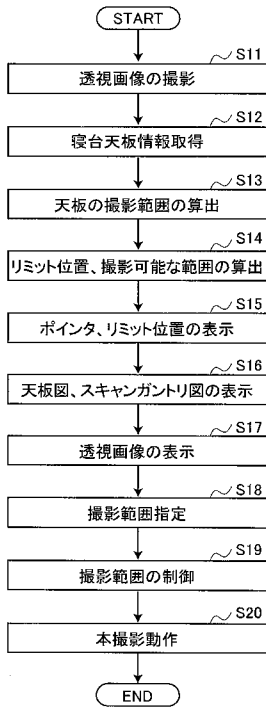 START
S11
透視画像の撮影
S12
寝台天板情報取得
S13
天板の撮影範囲の算出
S14
リミット位置、撮影可能な範囲の算出
S15
ポインタ、リミット位置の表示
S16
天板図、スキャンガントリ図の表示
S17
透視画像の表示
S18
撮影範囲指定
S19
撮影範囲の制御
S20
本撮影動作
END